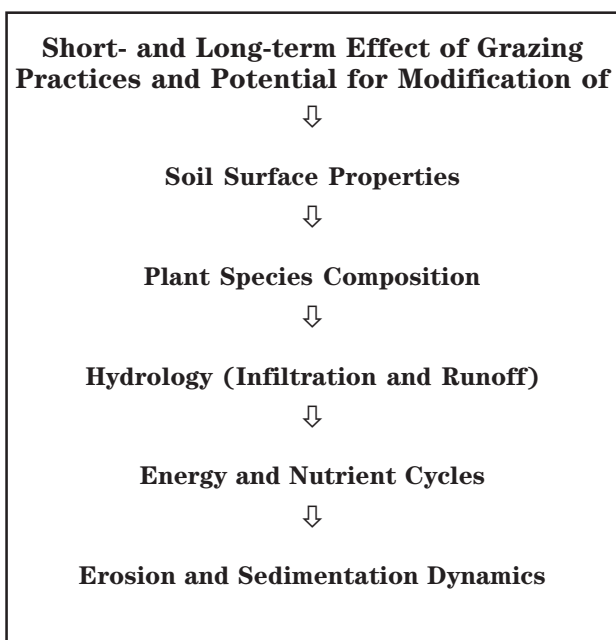 Short- and Long-term Effect of Grazing
Practices and Potential for Modification of
⇩
Soil Surface Properties
⇩
Plant Species Composition
⇩
Hydrology (Infiltration and Runoff)
⇩
Energy and Nutrient Cycles
⇩
Erosion and Sedimentation Dynamics